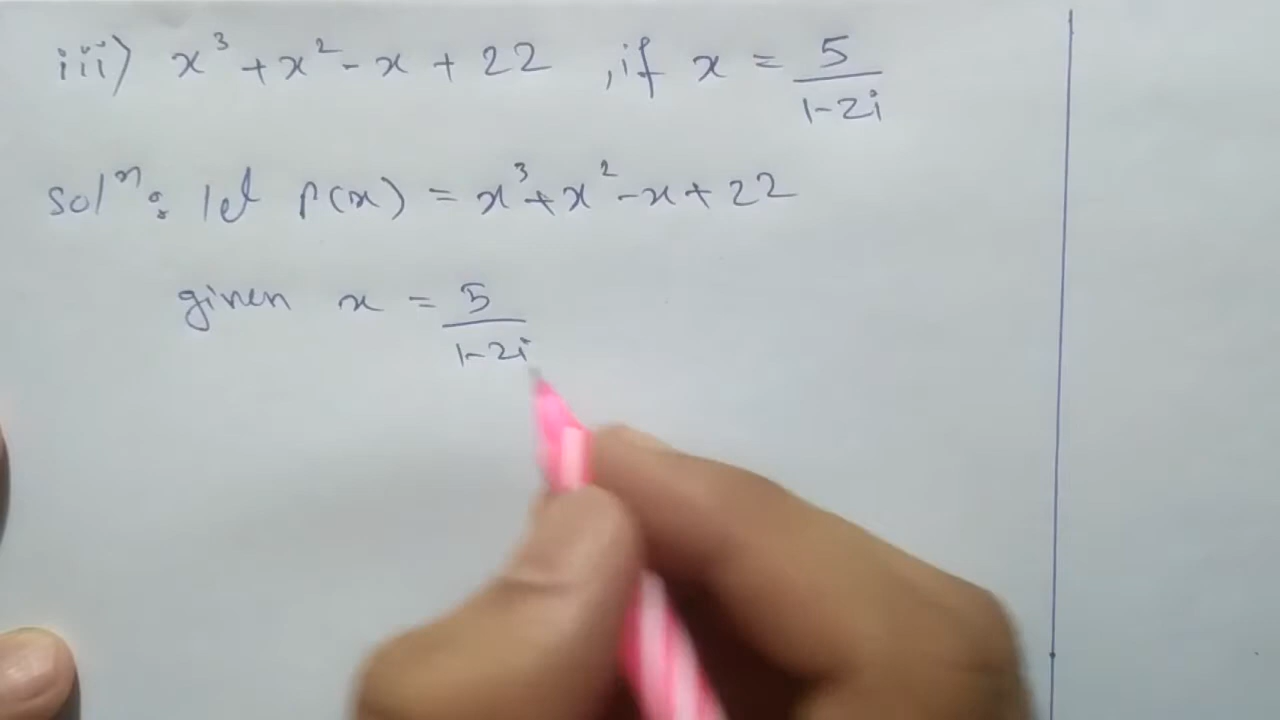 iii) x³ + x² - x + 22 , if x = 5/(1-2i)
solⁿ: let p(x) = x³ + x² - x + 22
given x = 5/(1-2i)